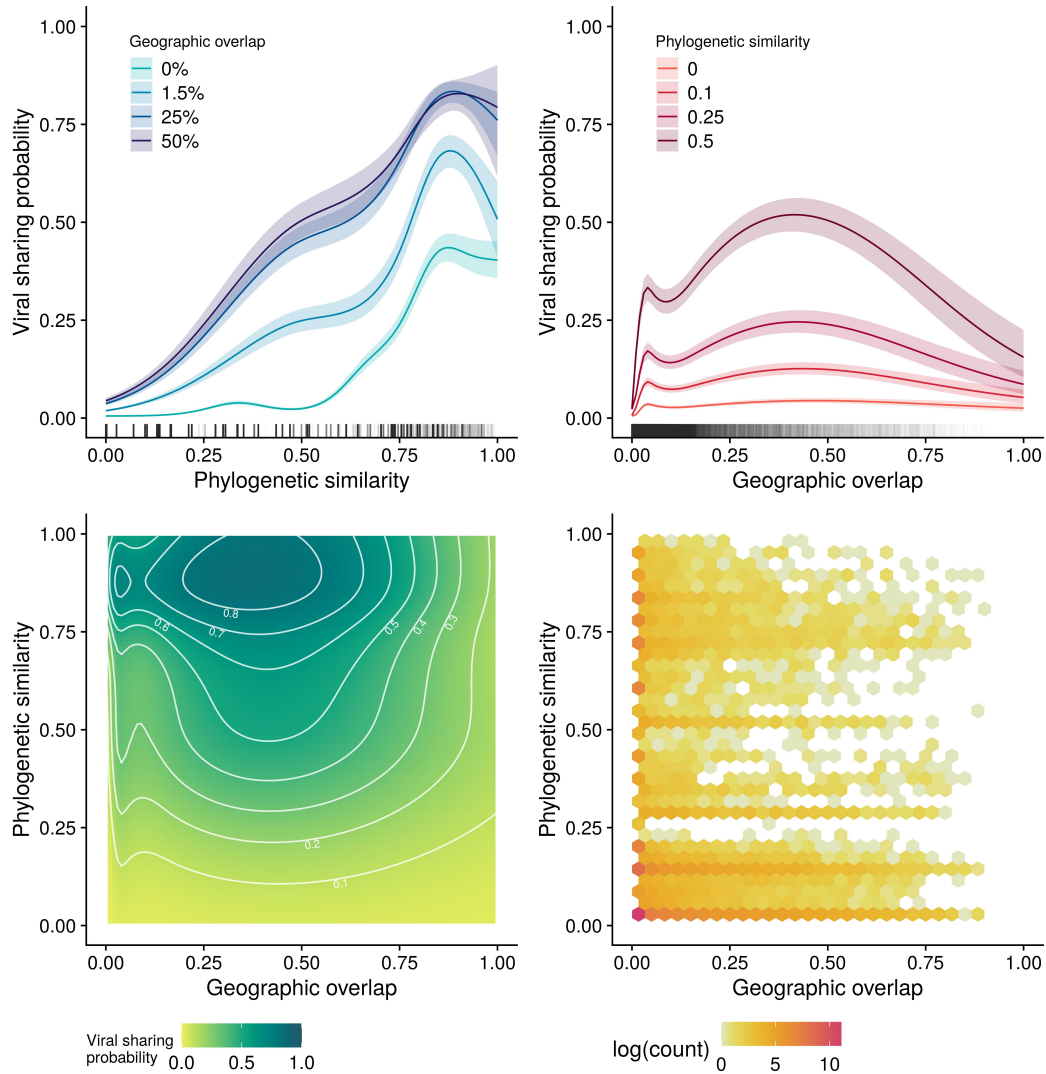 1.00
0.75
0.50
0.25
0.00
Viral sharing probability
Geographic overlap
0%
1.5%
25%
50%
0.00 0.25 0.50 0.75 1.00
Phylogenetic similarity
1.00
0.75
0.50
0.25
0.00
Viral sharing probability
Phylogenetic similarity
0
0.1
0.25
0.5
0.00 0.25 0.50 0.75 1.00
Geographic overlap
1.00
0.75
0.50
0.25
0.00
Phylogenetic similarity
0.8
0.7
0.6
0.5
0.4
0.3
0.2
0.1
0.00 0.25 0.50 0.75 1.00
Geographic overlap
Viral sharing
probability
0.0 0.5 1.0
1.00
0.75
0.50
0.25
0.00
Phylogenetic similarity
0.00 0.25 0.50 0.75 1.00
Geographic overlap
log(count)
0 5 10